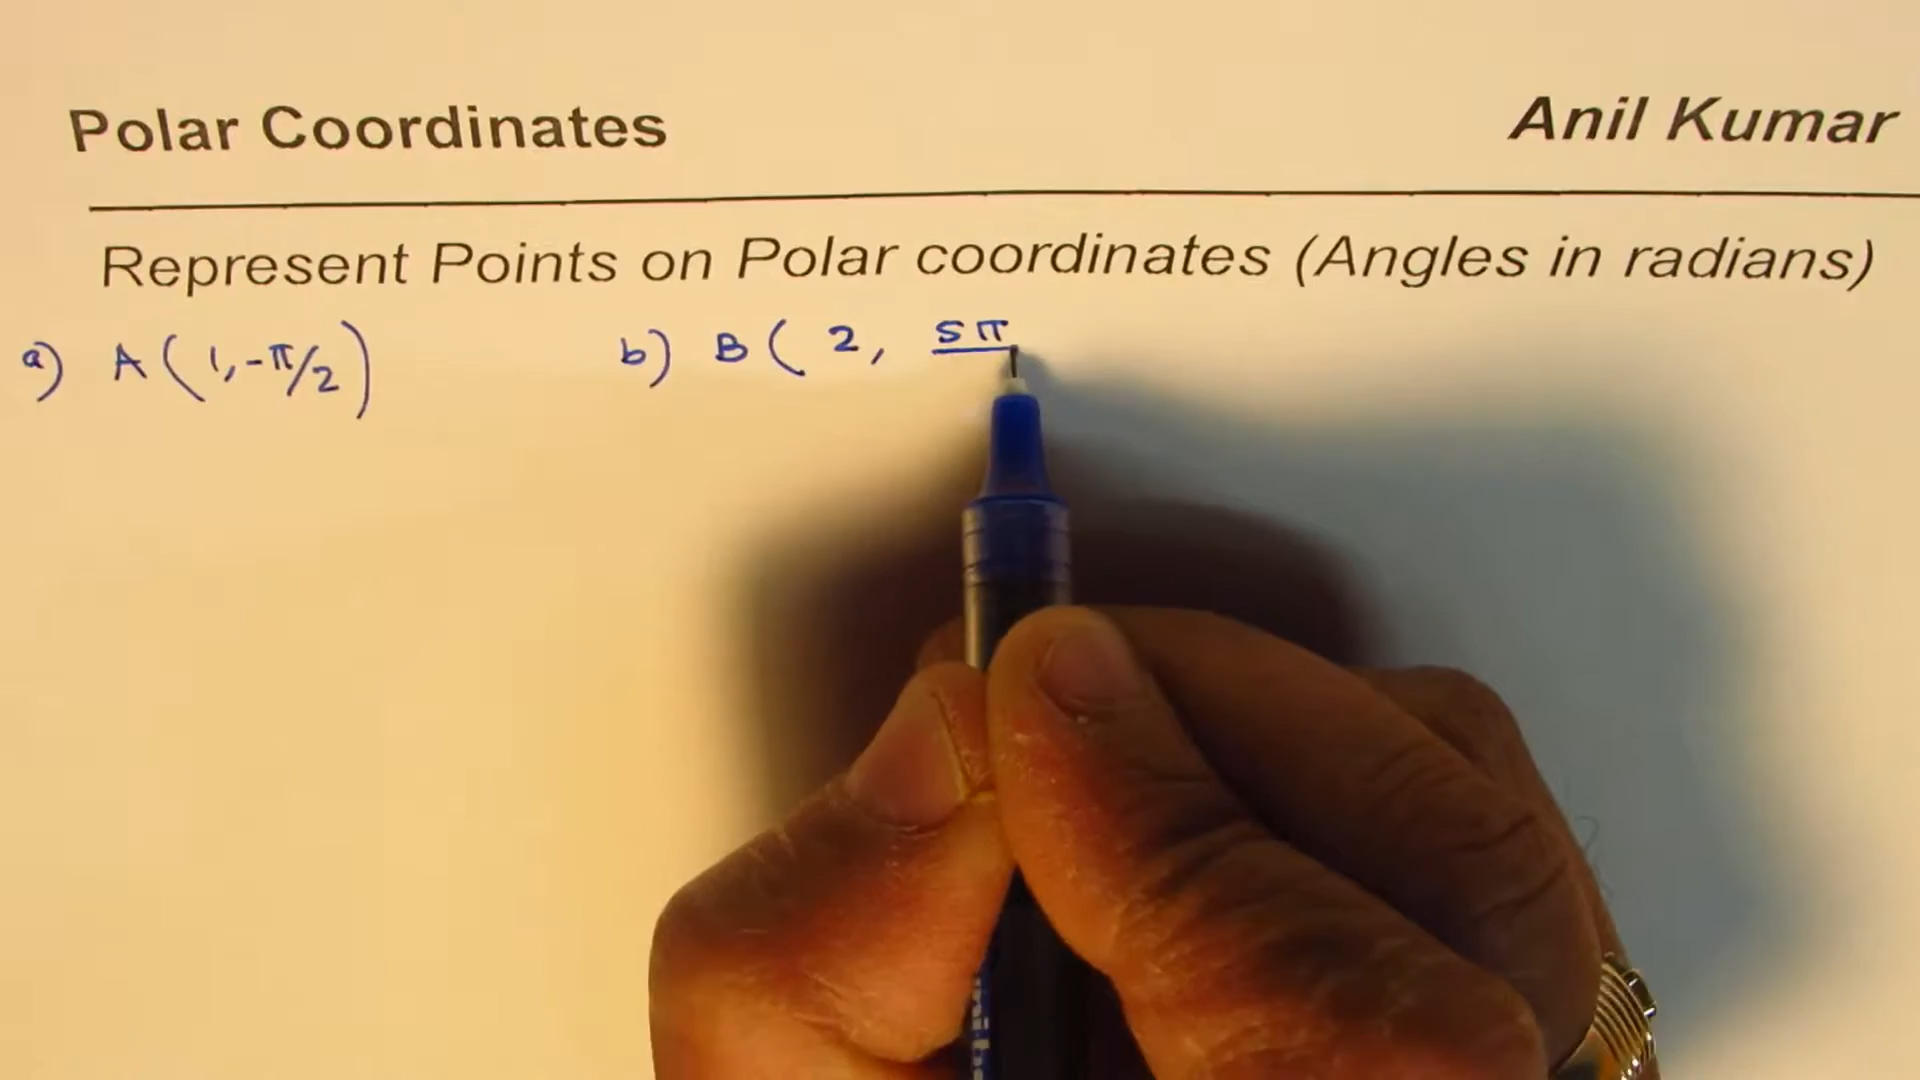 Polar Coordinates Anil Kumar
Represent Points on Polar coordinates (Angles in radians)
a) A(1,-π/2) b) B( 2, 5π